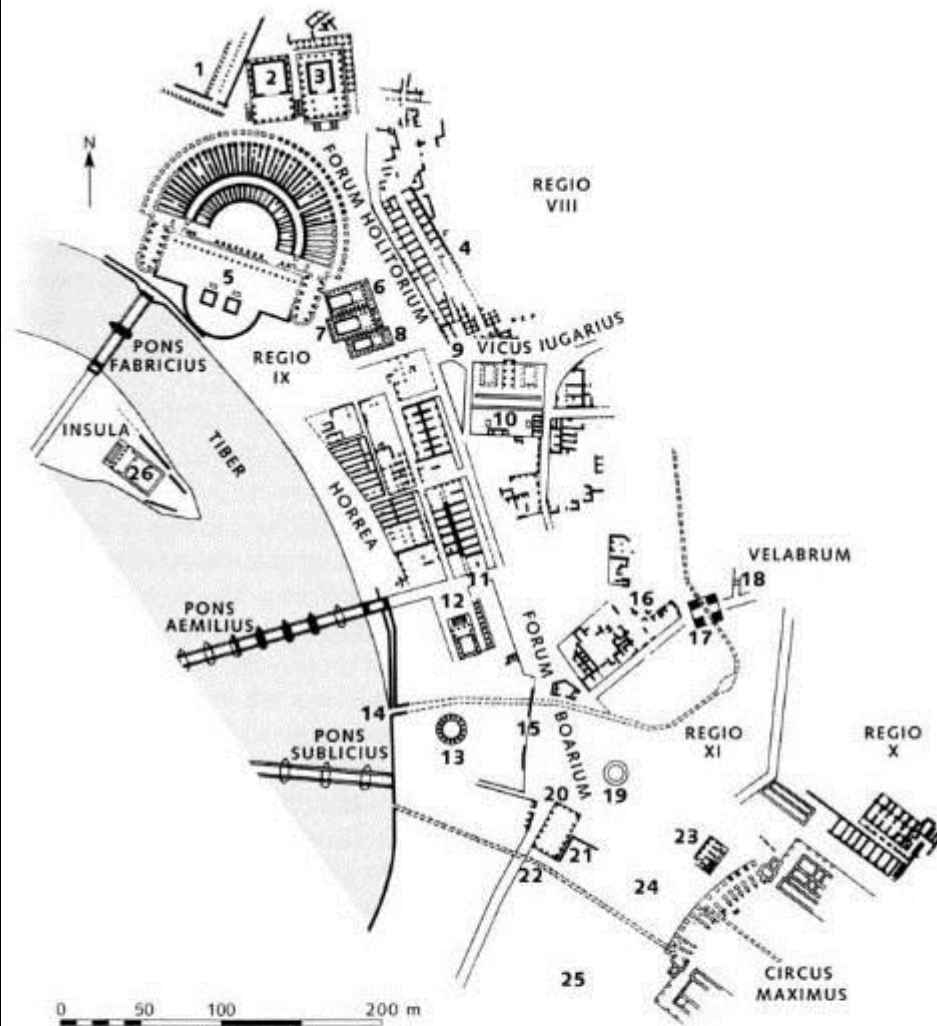 1
2
3
N
FORUM HOLITORIUM
REGIO
VIII
4
5
6
7
8
9
VICUS IUGARIUS
PONS
FABRICIUS
REGIO
IX
10
INSULA
26
TIBER
HORREA
11
12
VELABRUM
18
16
17
PONS
AEMILIUS
FORUM
BOARIUM
14
13
15
PONS
SUBLICIUS
REGIO
XI
REGIO
X
19
20
21
22
23
24
25
CIRCUS
MAXIMUS
0 50 100 200 m